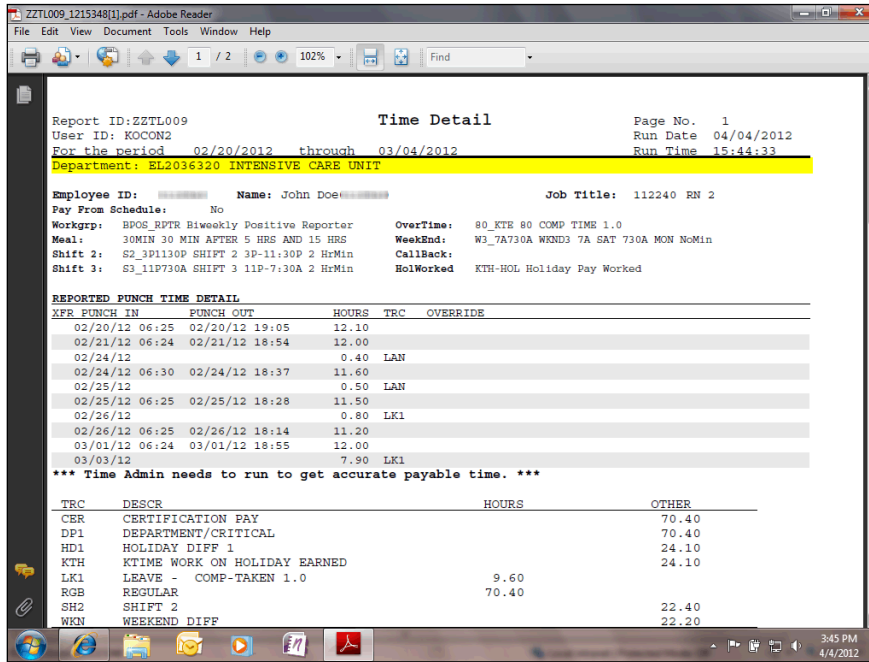 ZZTL009_1215348[1].pdf - Adobe Reader
File Edit View Document Tools Window Help
1 / 2 102% Find
Report ID:ZZTL009 Time Detail Page No. 1
User ID: KOCON2 Run Date 04/04/2012
For the period 02/20/2012 through 03/04/2012 Run Time 15:44:33
Department: EL2036320 INTENSIVE CARE UNIT
Employee ID: Name: John Doe Job Title: 112240 RN 2
Pay From Schedule: No
Workgrp: BPOS_RPTR Biweekly Positive Reporter OverTime: 80_KTE 80 COMP TIME 1.0
Meal: 30MIN 30 MIN AFTER 5 HRS AND 15 HRS WeekEnd: W3_7A730A WKND3 7A SAT 730A MON NoMin
Shift 2: S2_3P1130P SHIFT 2 3P-11:30P 2 HrMin CallBack:
Shift 3: S3_11P730A SHIFT 3 11P-7:30A 2 HrMin HolWorked KTH-HOL Holiday Pay Worked
REPORTED PUNCH TIME DETAIL
XFR PUNCH IN PUNCH OUT HOURS TRC OVERRIDE
02/20/12 06:25 02/20/12 19:05 12.10
02/21/12 06:24 02/21/12 18:54 12.00
02/24/12 0.40 LAN
02/24/12 06:30 02/24/12 18:37 11.60
02/25/12 0.50 LAN
02/25/12 06:25 02/25/12 18:28 11.50
02/26/12 0.80 LK1
02/26/12 06:25 02/26/12 18:14 11.20
03/01/12 06:24 03/01/12 18:55 12.00
03/03/12 7.90 LK1
*** Time Admin needs to run to get accurate payable time. ***
TRC DESCR HOURS OTHER
CER CERTIFICATION PAY 70.40
DP1 DEPARTMENT/CRITICAL 70.40
HD1 HOLIDAY DIFF 1 24.10
KTH KTIME WORK ON HOLIDAY EARNED 24.10
LK1 LEAVE - COMP-TAKEN 1.0 9.60
RGB REGULAR 70.40
SH2 SHIFT 2 22.40
WKN WEEKEND DIFF 22.20
3:45 PM
4/4/2012